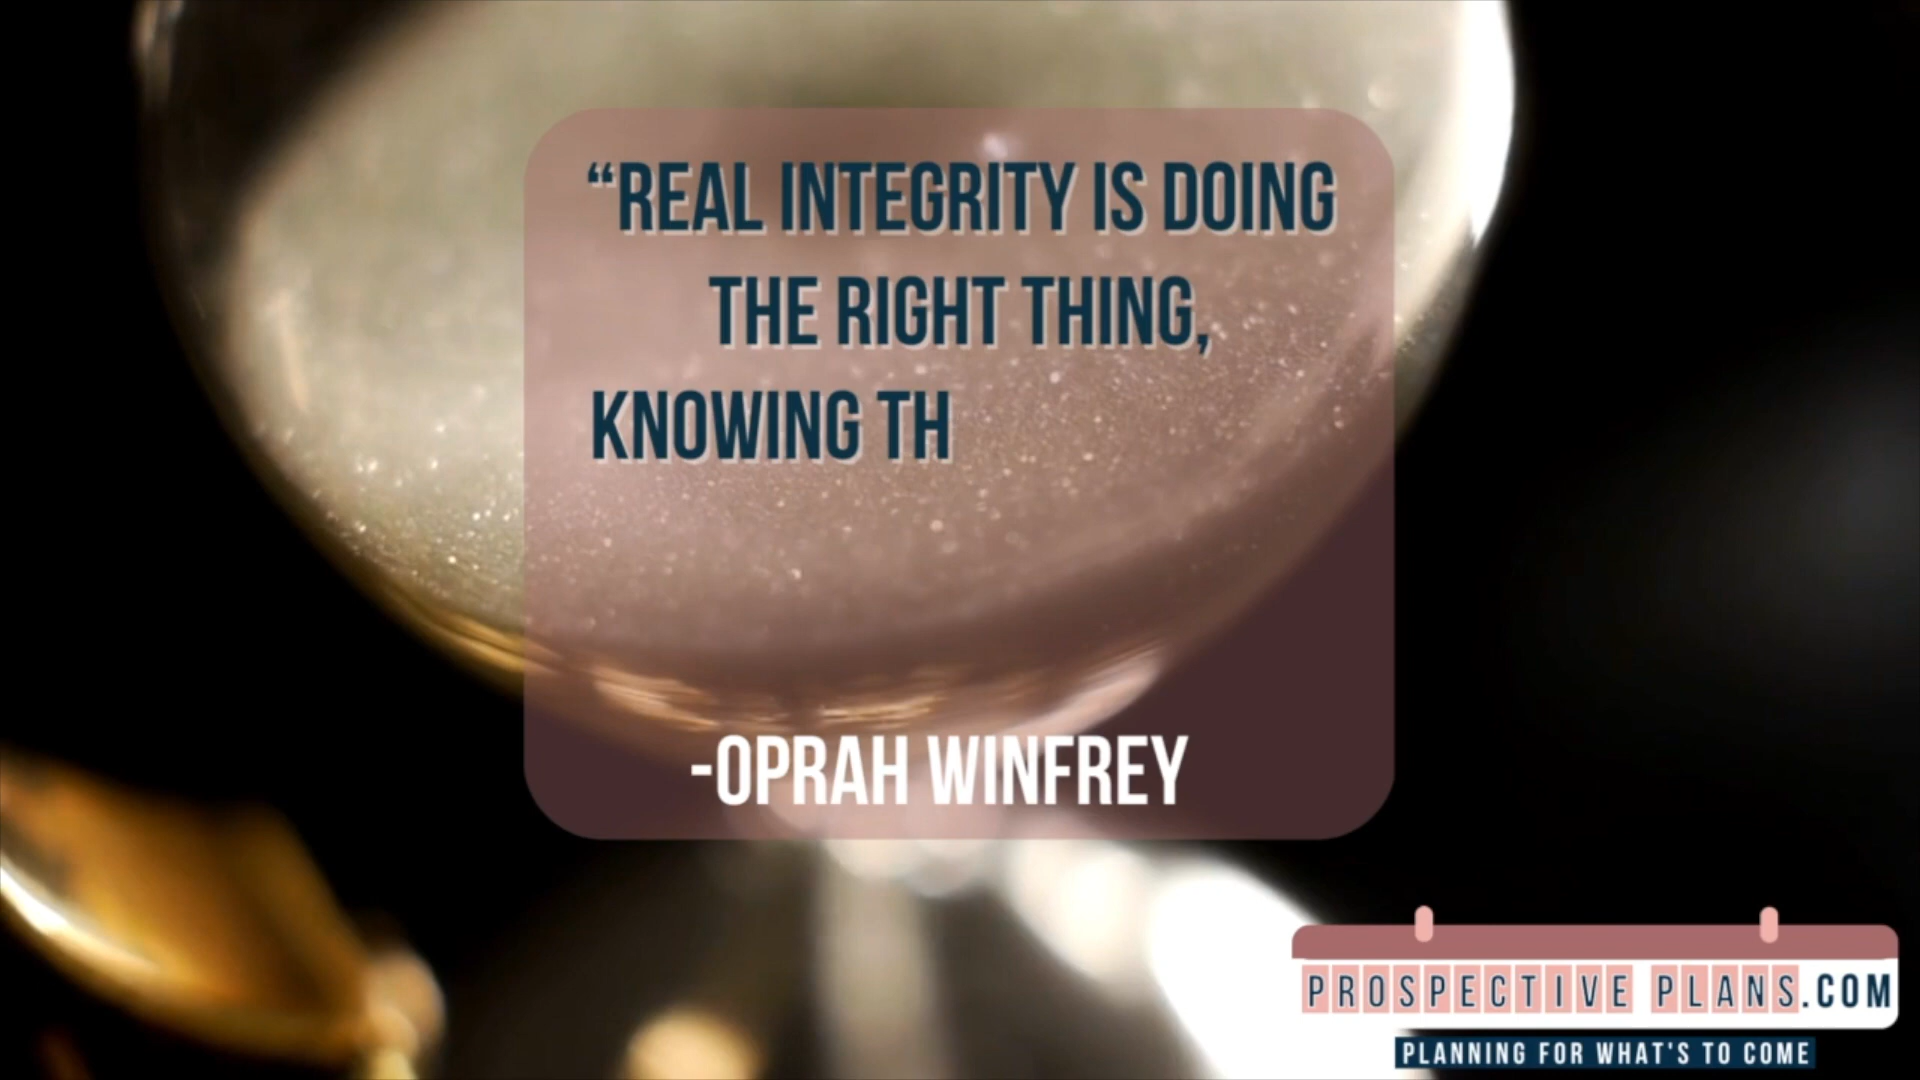 “REAL INTEGRITY IS DOING
THE RIGHT THING,
KNOWING TH
-OPRAH WINFREY
PROSPECTIVE PLANS.COM
PLANNING FOR WHAT'S TO COME